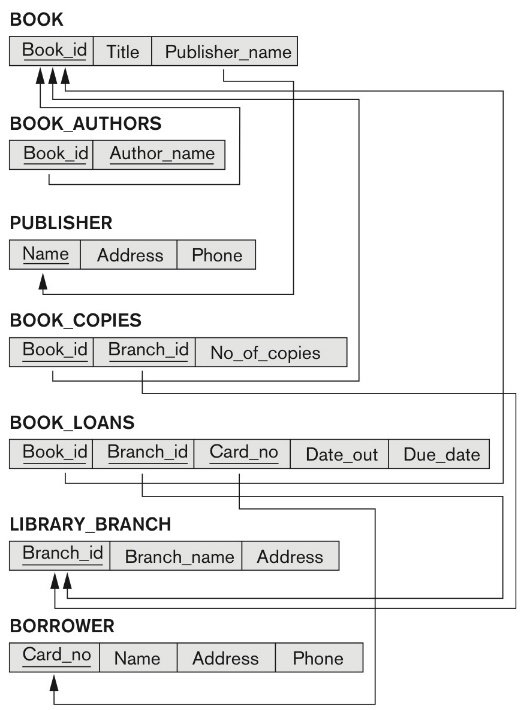 BOOK
Book_id Title Publisher_name
BOOK_AUTHORS
Book_id Author_name
PUBLISHER
Name Address Phone
BOOK_COPIES
Book_id Branch_id No_of_copies
BOOK_LOANS
Book_id Branch_id Card_no Date_out Due_date
LIBRARY_BRANCH
Branch_id Branch_name Address
BORROWER
Card_no Name Address Phone